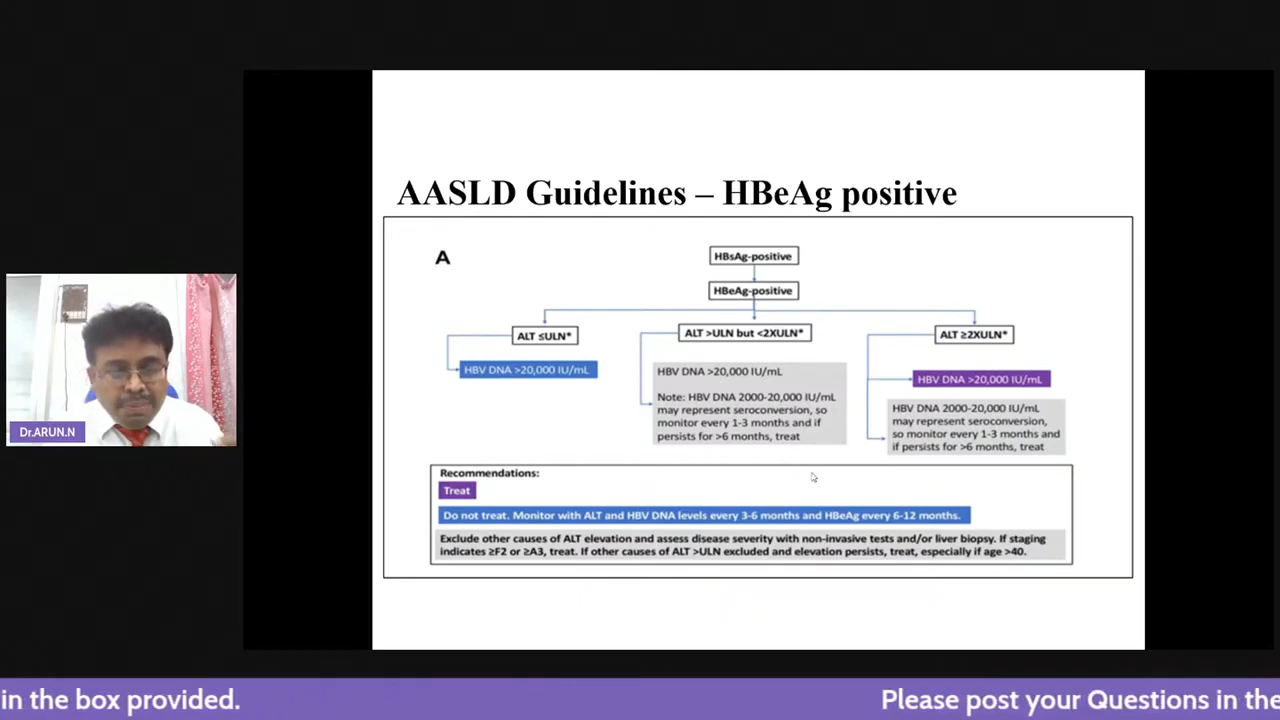 AASLD Guidelines – HBeAg positive
A
HBsAg-positive
HBeAg-positive
ALT ≤ULN*
HBV DNA >20,000 IU/mL
ALT >ULN but <2XULN*
HBV DNA >20,000 IU/mL
Note: HBV DNA 2000-20,000 IU/mL
may represent seroconversion, so
monitor every 1-3 months and if
persists for >6 months, treat
ALT ≥2XULN*
HBV DNA >20,000 IU/mL
HBV DNA 2000-20,000 IU/mL
may represent seroconversion,
so monitor every 1-3 months and
if persists for >6 months, treat
Recommendations:
Treat
Do not treat. Monitor with ALT and HBV DNA levels every 3-6 months and HBeAg every 6-12 months.
Exclude other causes of ALT elevation and assess disease severity with non-invasive tests and/or liver biopsy. If staging
indicates ≥F2 or ≥A3, treat. If other causes of ALT >ULN excluded and elevation persists, treat, especially if age >40.
Dr.ARUN.N
in the box provided.
Please post your Questions in the